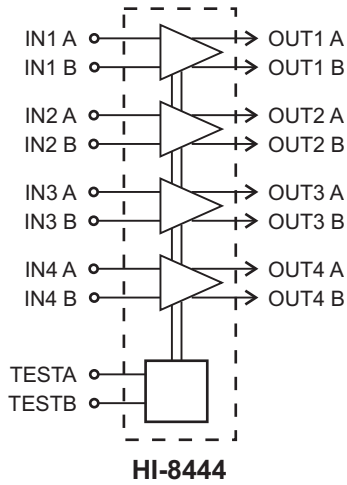 IN1 A OUT1 A
IN1 B OUT1 B
IN2 A OUT2 A
IN2 B OUT2 B
IN3 A OUT3 A
IN3 B OUT3 B
IN4 A OUT4 A
IN4 B OUT4 B
TESTA
TESTB
HI-8444